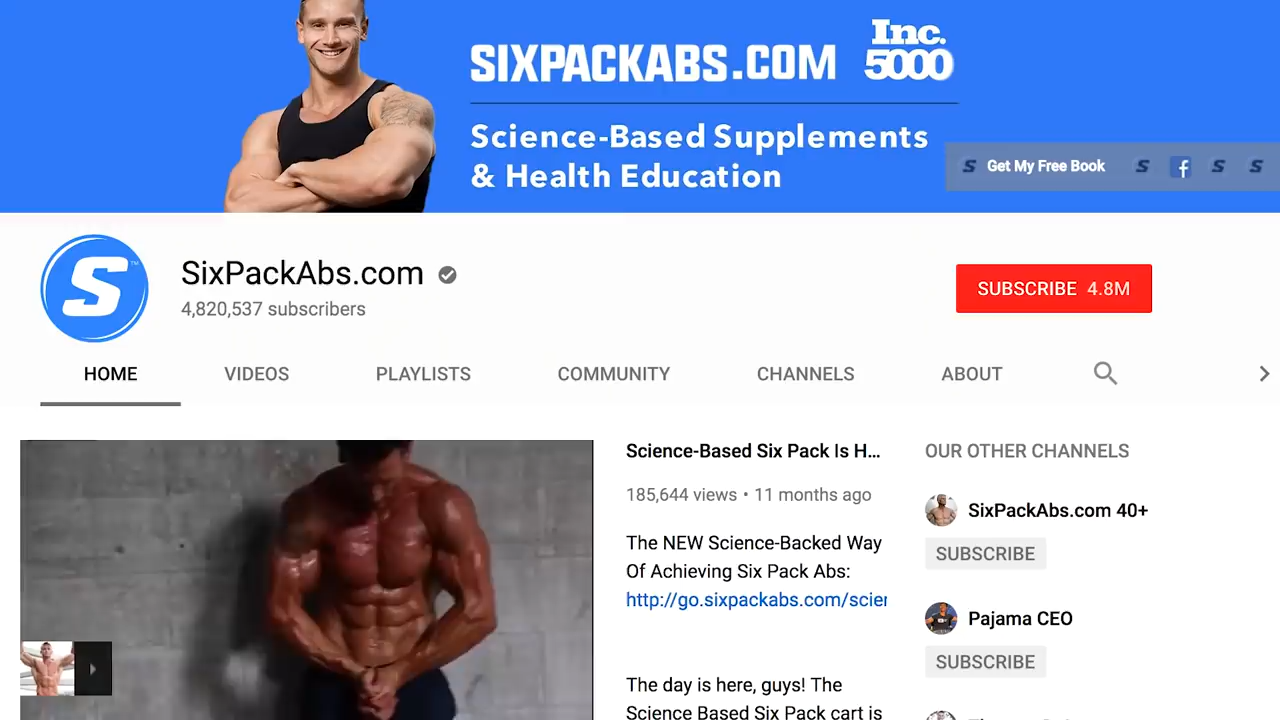 SIXPACKABS.COM
Inc.
5000
Science-Based Supplements
& Health Education
S Get My Free Book S f S S
S™
SixPackAbs.com
4,820,537 subscribers
SUBSCRIBE 4.8M
HOME VIDEOS PLAYLISTS COMMUNITY CHANNELS ABOUT
Science-Based Six Pack Is H...
185,644 views • 11 months ago
The NEW Science-Backed Way
Of Achieving Six Pack Abs:
http://go.sixpackabs.com/scier
The day is here, guys! The
Science Based Six Pack cart is
OUR OTHER CHANNELS
SixPackAbs.com 40+
SUBSCRIBE
Pajama CEO
SUBSCRIBE